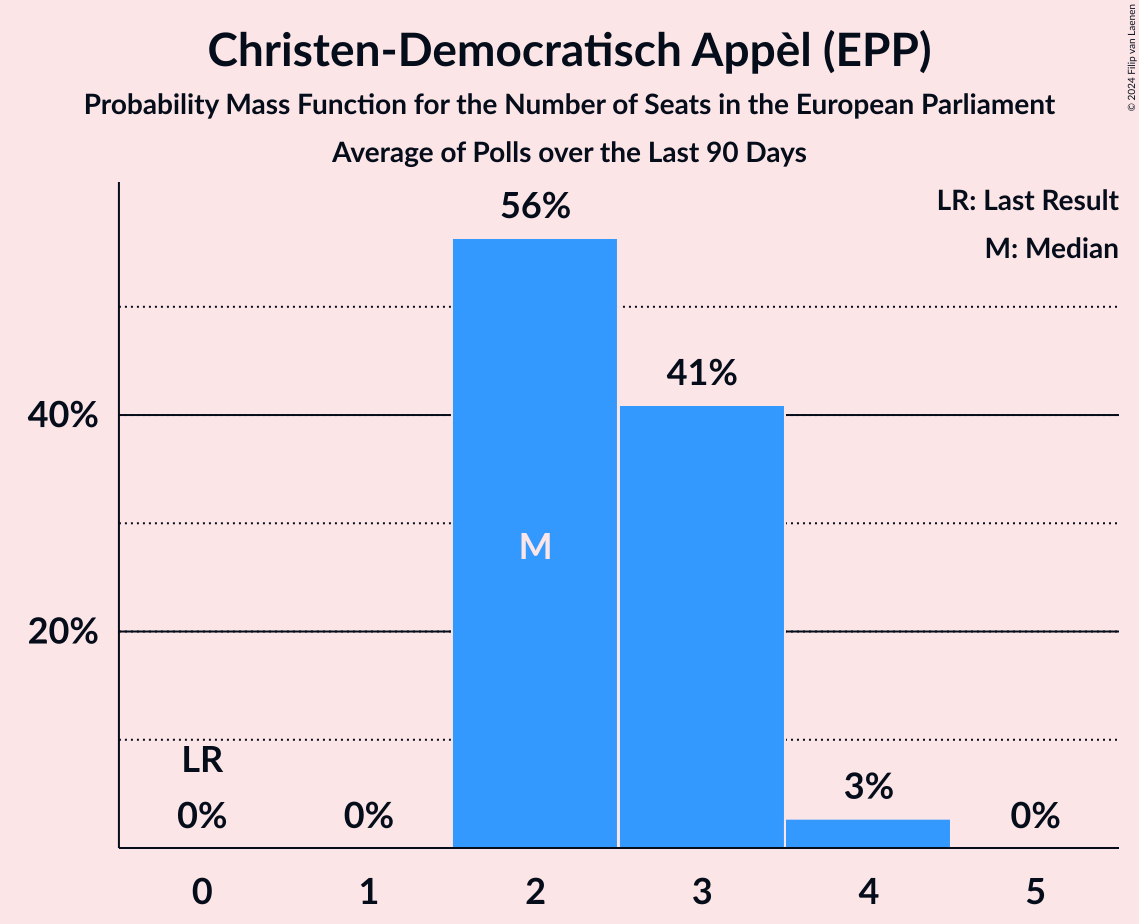 Christen-Democratisch Appèl (EPP)
Probability Mass Function for the Number of Seats in the European Parliament
Average of Polls over the Last 90 Days
© 2024 Filip van Laenen
LR: Last Result
M: Median
56%
41%
40%
M
20%
LR
0%
0%
3%
0%
0 1 2 3 4 5